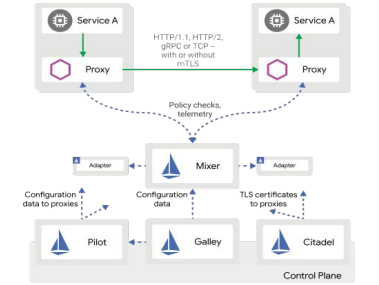 Service A
Service A
HTTP/1.1, HTTP/2,
gRPC or TCP --
with or without
mTLS
Proxy
Proxy
Policy checks,
telemetry
Mixer
Adapter
Adapter
Configuration
data to proxies
Configuration
data
TLS certificates
to proxies
Pilot
Galley
Citadel
Control Plane